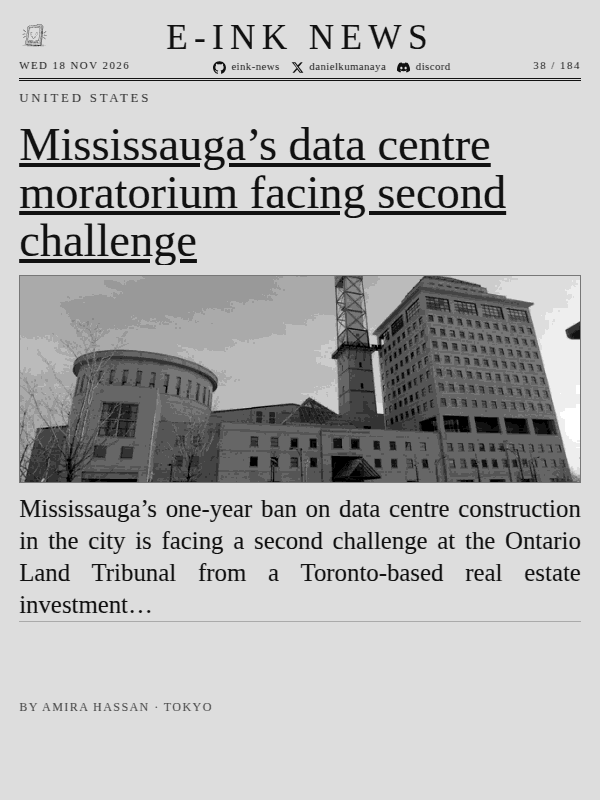 E-INK NEWS
WED 18 NOV 2026
eink-news
danielkumanaya
discord
38 / 184
UNITED STATES
Mississauga’s data centre
moratorium facing second
challenge
Mississauga’s one-year ban on data centre construction
in the city is facing a second challenge at the Ontario
Land Tribunal from a Toronto-based real estate
investment…
BY AMIRA HASSAN · TOKYO